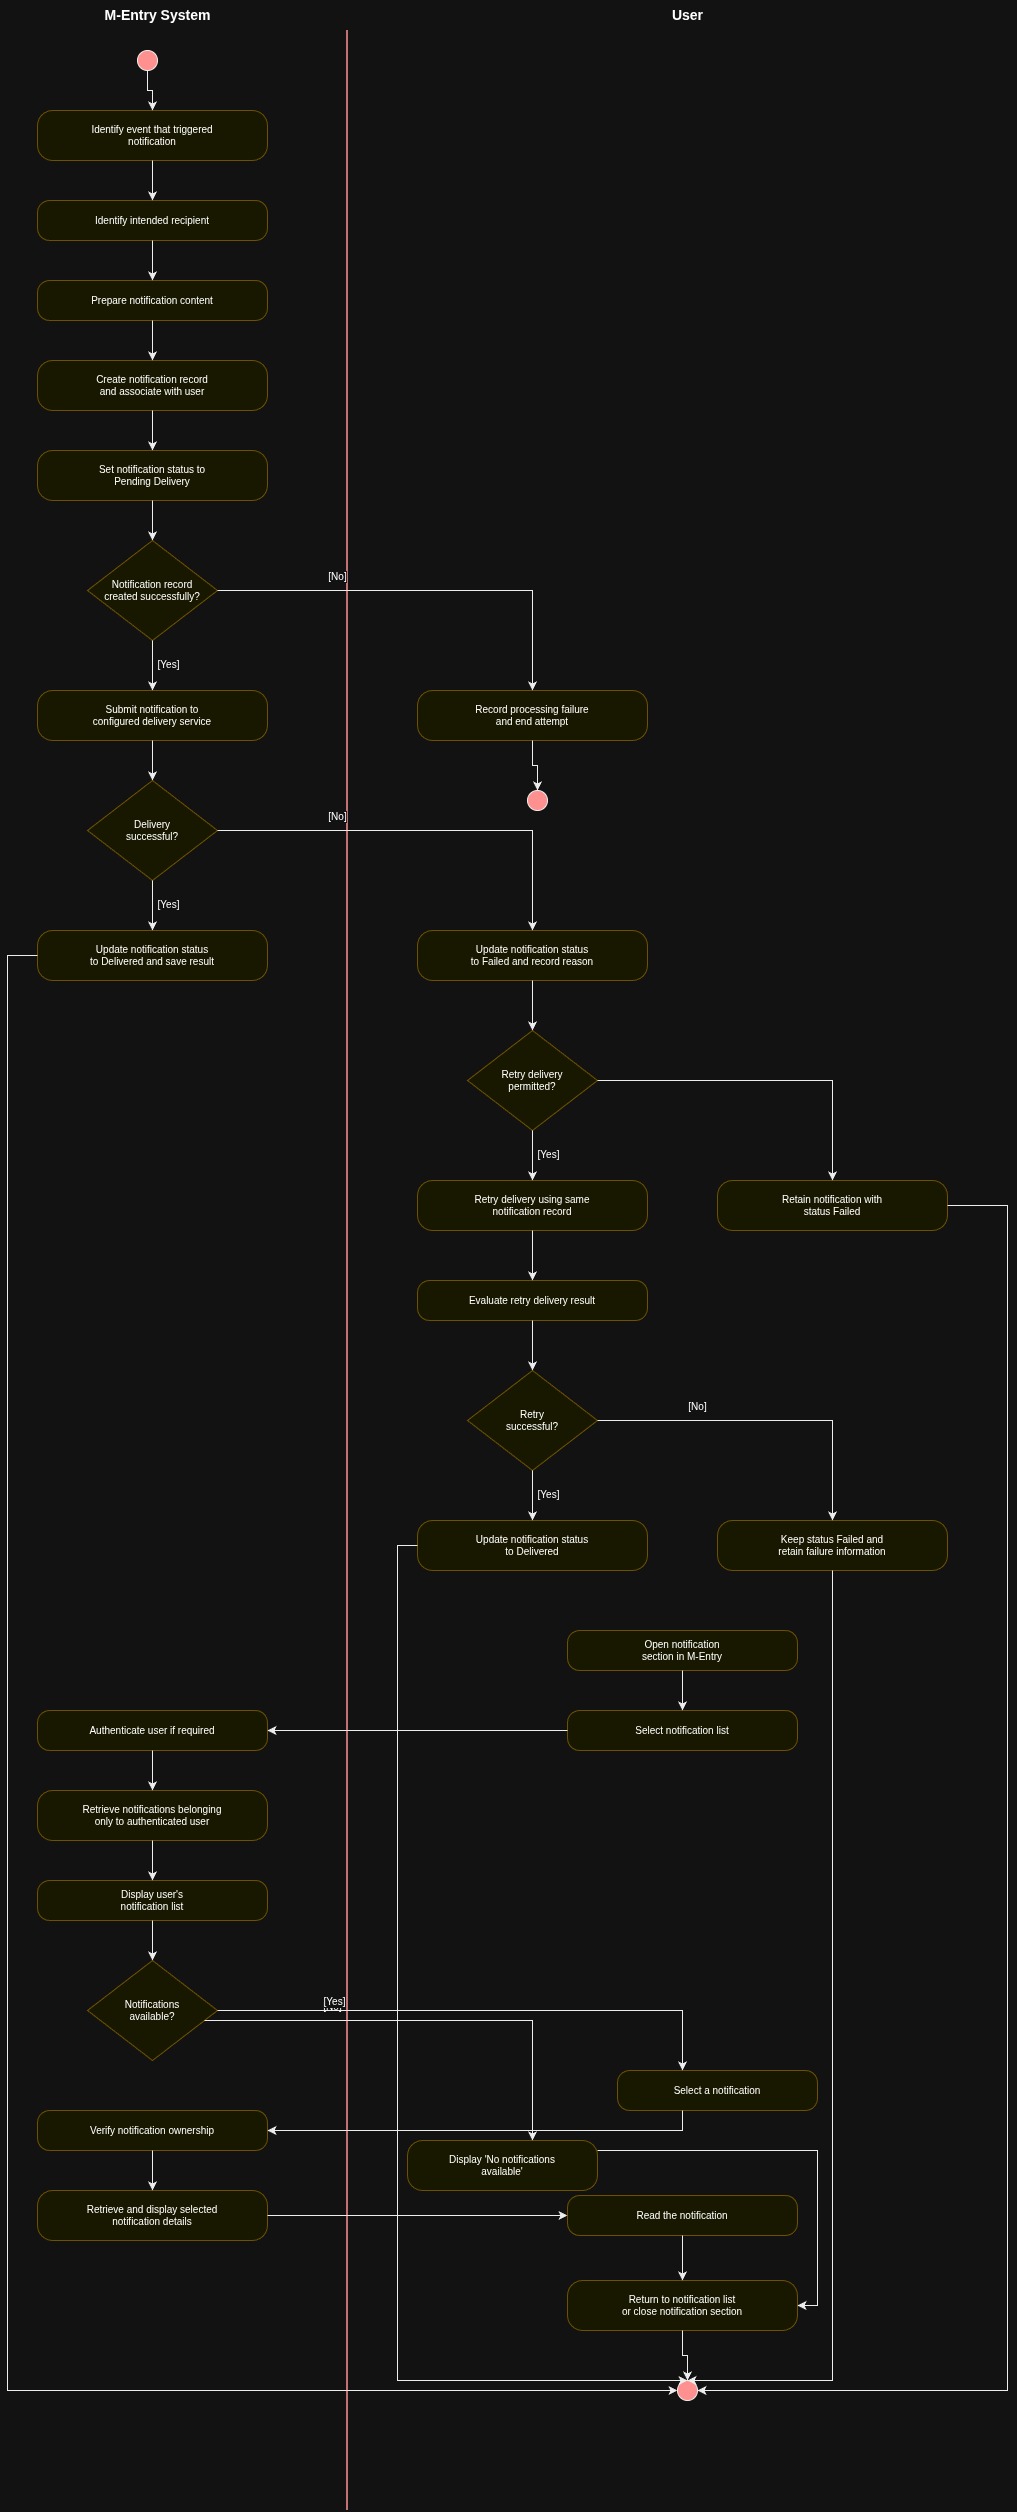 M-Entry System
User
Identify event that triggered
notification
Identify intended recipient
Prepare notification content
Create notification record
and associate with user
Set notification status to
Pending Delivery
Notification record
created successfully?
[No]
[Yes]
Submit notification to
configured delivery service
Record processing failure
and end attempt
Delivery
successful?
[No]
[Yes]
Update notification status
to Delivered and save result
Update notification status
to Failed and record reason
Retry delivery
permitted?
[Yes]
Retry delivery using same
notification record
Retain notification with
status Failed
Evaluate retry delivery result
Retry
successful?
[No]
[Yes]
Update notification status
to Delivered
Keep status Failed and
retain failure information
Open notification
section in M-Entry
Authenticate user if required
Select notification list
Retrieve notifications belonging
only to authenticated user
Display user's
notification list
Notifications
available?
[Yes]
Select a notification
Verify notification ownership
Display 'No notifications
available'
Retrieve and display selected
notification details
Read the notification
Return to notification list
or close notification section